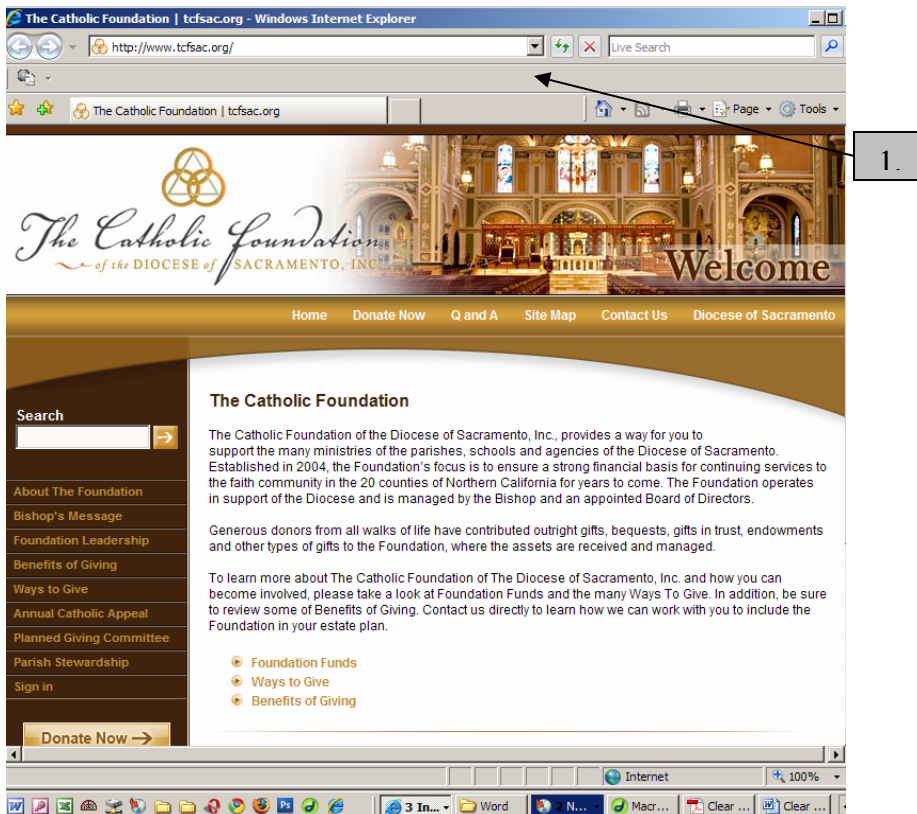 The Catholic Foundation | tcfsac.org - Windows Internet Explorer
http://www.tcfsac.org/
Live Search
The Catholic Foundation | tcfsac.org
Page
Tools
1.
The Catholic Foundation
of the DIOCESE of SACRAMENTO, INC.
Welcome
Home Donate Now Q and A Site Map Contact Us Diocese of Sacramento
Search
About The Foundation
Bishop's Message
Foundation Leadership
Benefits of Giving
Ways to Give
Annual Catholic Appeal
Planned Giving Committee
Parish Stewardship
Sign in
Donate Now
The Catholic Foundation
The Catholic Foundation of the Diocese of Sacramento, Inc., provides a way for you to
support the many ministries of the parishes, schools and agencies of the Diocese of Sacramento.
Established in 2004, the Foundation's focus is to ensure a strong financial basis for continuing services to
the faith community in the 20 counties of Northern California for years to come. The Foundation operates
in support of the Diocese and is managed by the Bishop and an appointed Board of Directors.
Generous donors from all walks of life have contributed outright gifts, bequests, gifts in trust, endowments
and other types of gifts to the Foundation, where the assets are received and managed.
To learn more about The Catholic Foundation of The Diocese of Sacramento, Inc. and how you can
become involved, please take a look at Foundation Funds and the many Ways To Give. In addition, be sure
to review some of Benefits of Giving. Contact us directly to learn how we can work with you to include the
Foundation in your estate plan.
Foundation Funds
Ways to Give
Benefits of Giving
Internet
100%
3 In...
Word
2 N...
Macr...
Clear ...
Clear ...